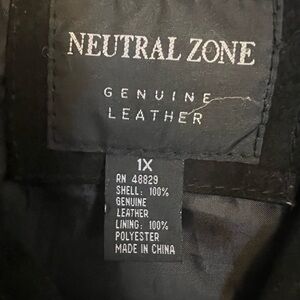 NEUTRAL ZONE
GENUINE
LEATHER
1X
RN 48829
SHELL: 100%
GENUINE
LEATHER
LINING: 100%
POLYESTER
MADE IN CHINA